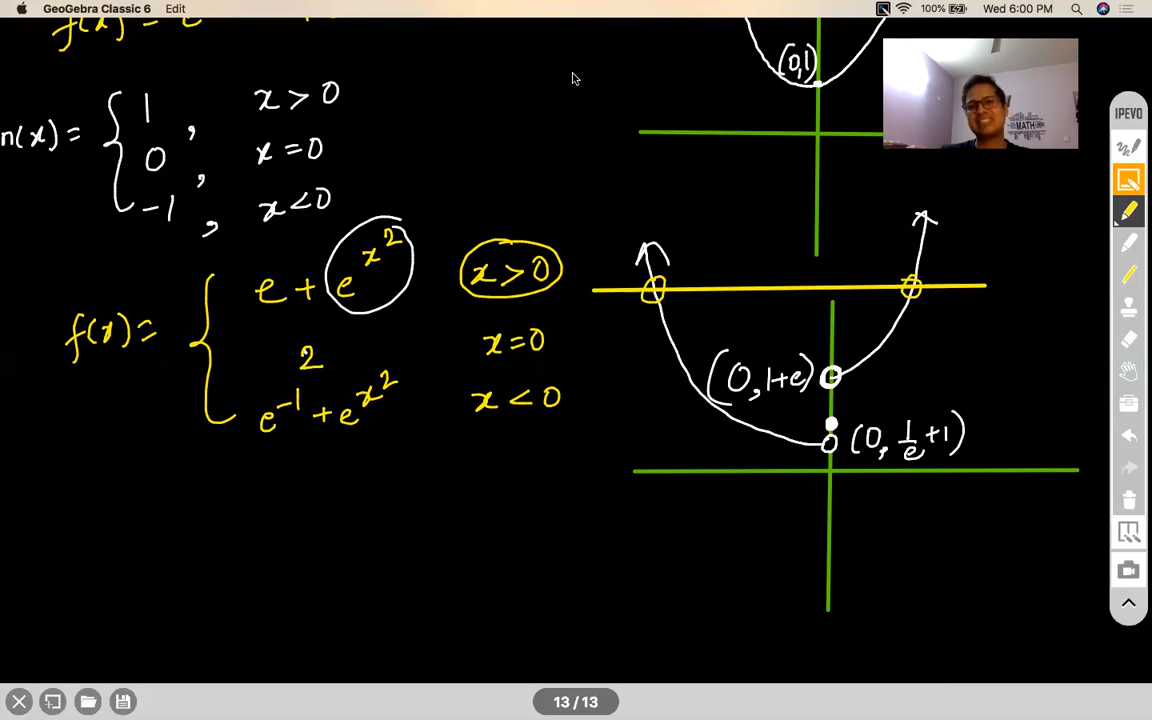 GeoGebra Classic 6 Edit 100% Wed 6:00 PM
f(x) = e
(0,1)
MATH
IPEVO
n(x) = { 1 , x > 0
0 , x = 0
-1 , x < 0
f(x) = { e + e^{x^2} x > 0
2 x = 0
e^{-1} + e^{x^2} x < 0
(0, 1+e)
(0, 1/e + 1)
13 / 13